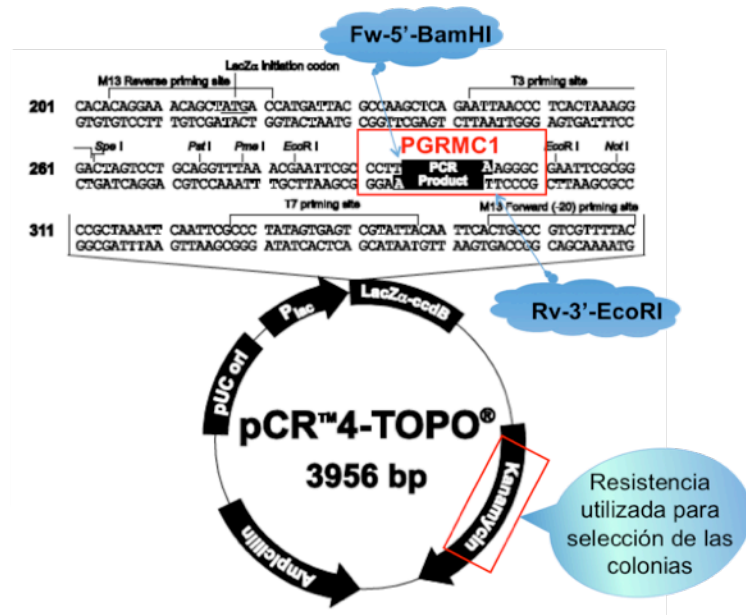 Fw-5’-BamHI
LacZα initiation codon
M13 Reverse priming site
T3 priming site
201 CACACAGGAA ACAGCTATGA CCATGATTAC GCCAAGCTCA GAATTAACCC TCACTAAAGG
GTGTGTCCTT TGTCGATACT GGTACTAATG CGGTTCGAGT CTTAATTGGG AGTGATTTCC
PGRMC1
Spe I Pst I Pme I EcoR I EcoR I Not I
261 GACTAGTCCT GCAGGTTTAA ACGAATTCGC CCTT PCR AAGGGC GAATTCGCGG
CTGATCAGGA CGTCCAAATT TGCTTAAGCG GGAA Product TTCCCG CTTAAGCGCC
T7 priming site M13 Forward (-20) priming site
311 CCGCTAAATT CAATTCGCCC TATAGTGAGT CGTATTACAA TTCACTGGCC GTCGTTTTAC
GGCGATTTAA GTTAAGCGGG ATATCACTCA GCATAATGTT AAGTGACCGG CAGCAAAATG
Rv-3’-EcoRI
Plac
LacZα-ccdB
pUC ori
pCR™4-TOPO®
3956 bp
Kanamycin
Ampicillin
Resistencia
utilizada para
selección de las
colonias